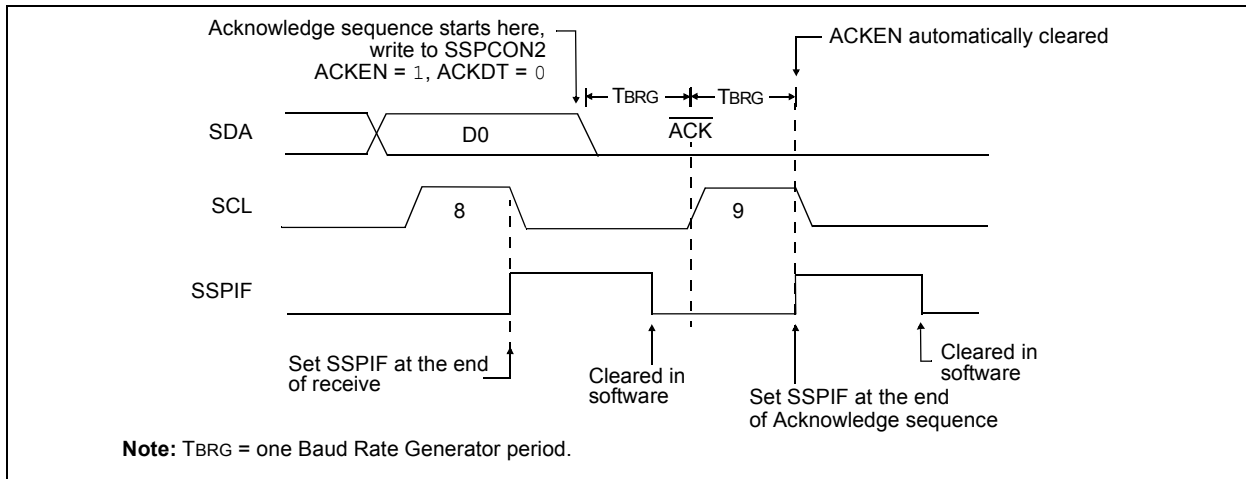 Acknowledge sequence starts here,
write to SSPCON2
ACKEN = 1, ACKDT = 0
ACKEN automatically cleared
TBRG
TBRG
SDA
D0
ACK
SCL
8
9
SSPIF
Set SSPIF at the end
of receive
Cleared in
software
Set SSPIF at the end
of Acknowledge sequence
Cleared in
software
Note: TBRG = one Baud Rate Generator period.